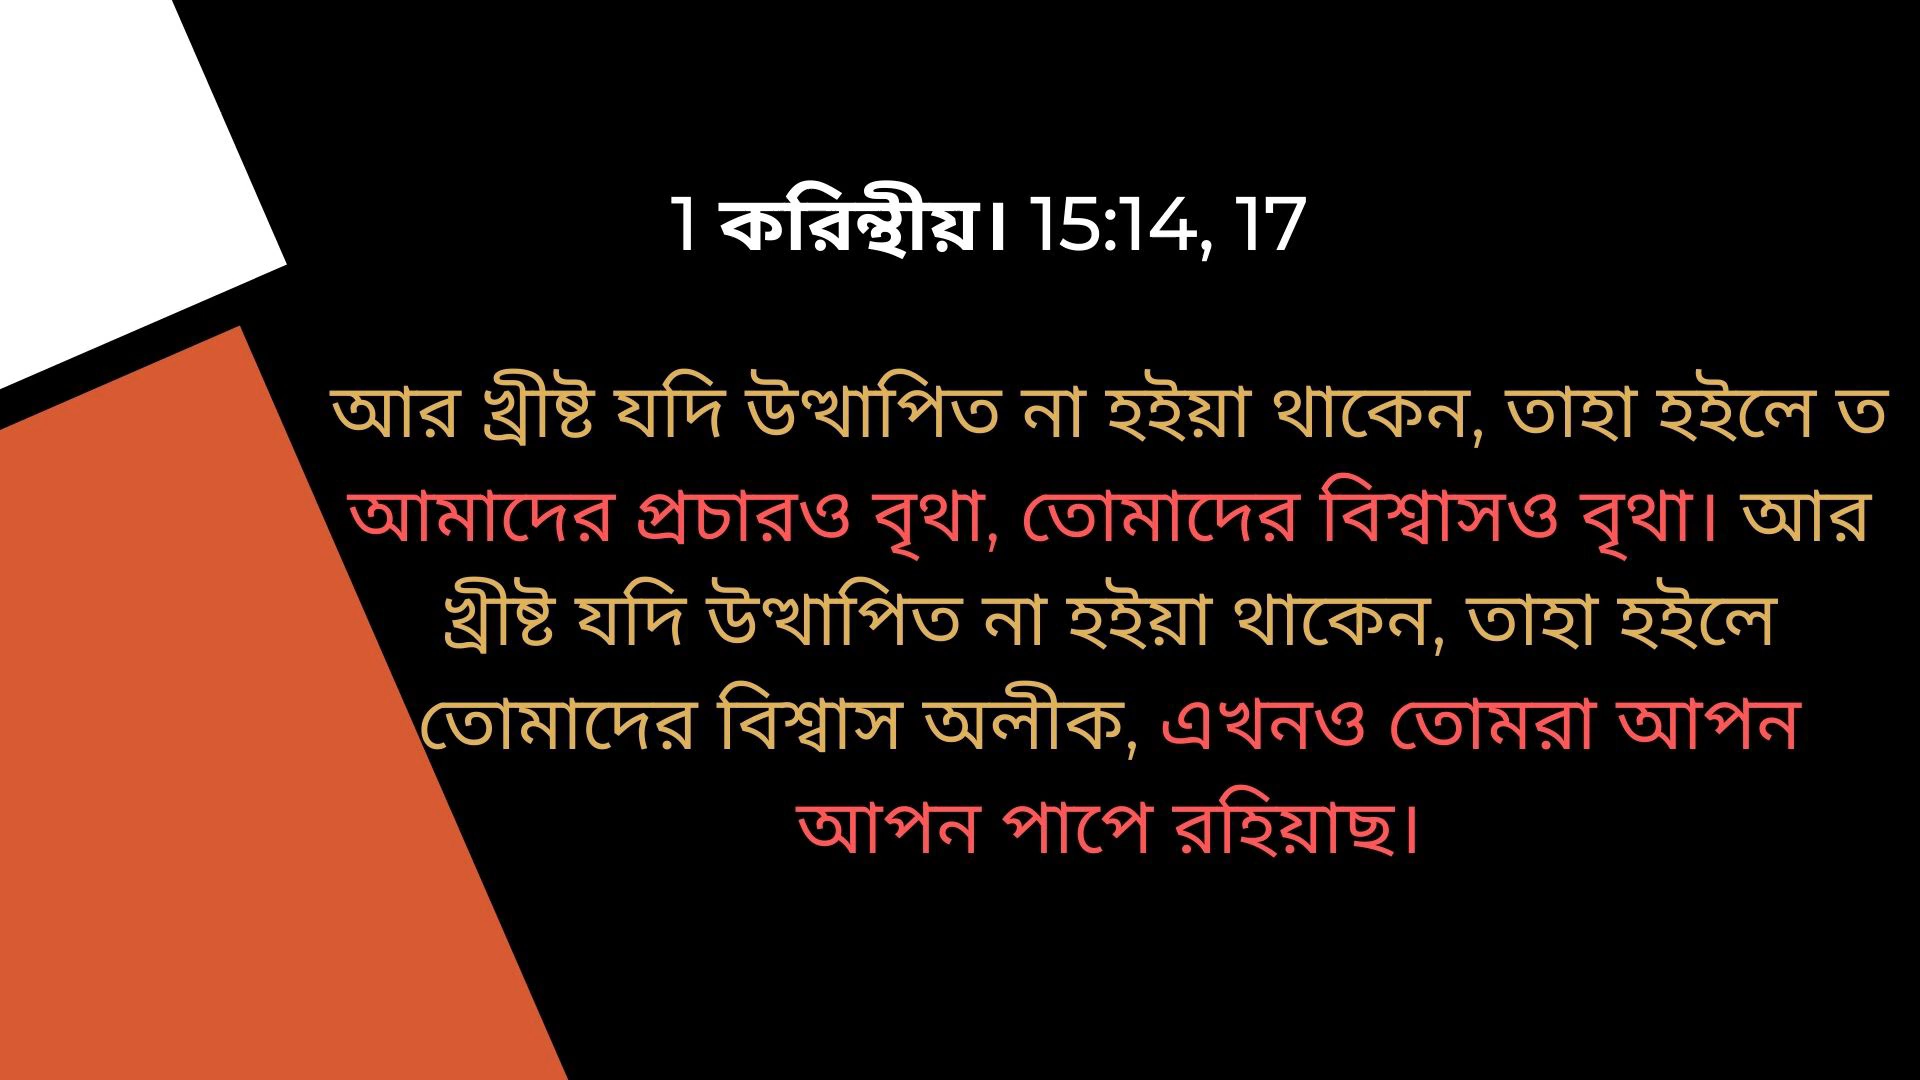 1 করিন্থীয়। 15:14, 17
আর খ্রীষ্ট যদি উত্থাপিত না হইয়া থাকেন, তাহা হইলে ত
আমাদের প্রচারও বৃথা, তোমাদের বিশ্বাসও বৃথা। আর
খ্রীষ্ট যদি উত্থাপিত না হইয়া থাকেন, তাহা হইলে
তোমাদের বিশ্বাস অলীক, এখনও তোমরা আপন
আপন পাপে রহিয়াছ।